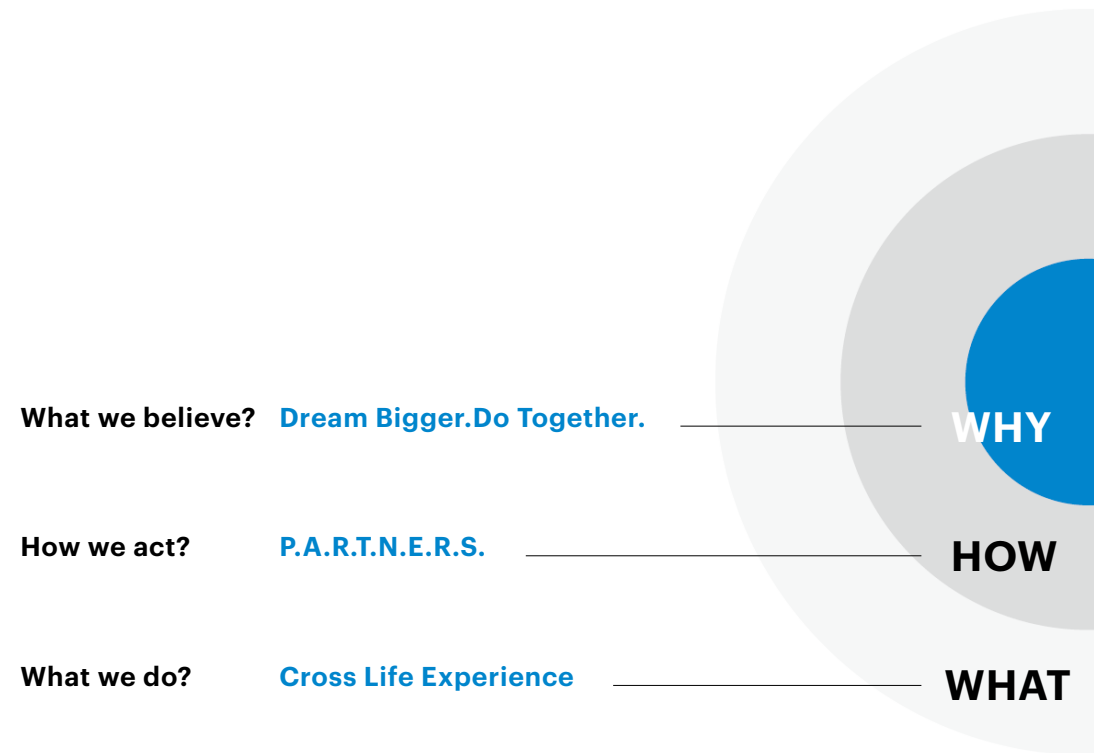 What we believe? Dream Bigger.Do Together. WHY
How we act? P.A.R.T.N.E.R.S. HOW
What we do? Cross Life Experience WHAT